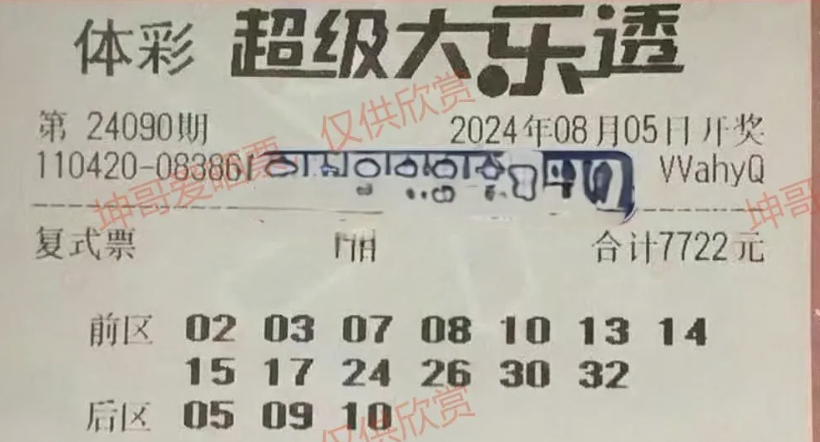 体彩 超级大乐透
第 24090期 2024年08月05日开奖
110420-083861 VVahyQ
复式票 合计7722元
前区 02 03 07 08 10 13 14
15 17 24 26 30 32
后区 05 09 10
坤哥爱晒票 仅供欣赏
坤哥
仅供欣赏